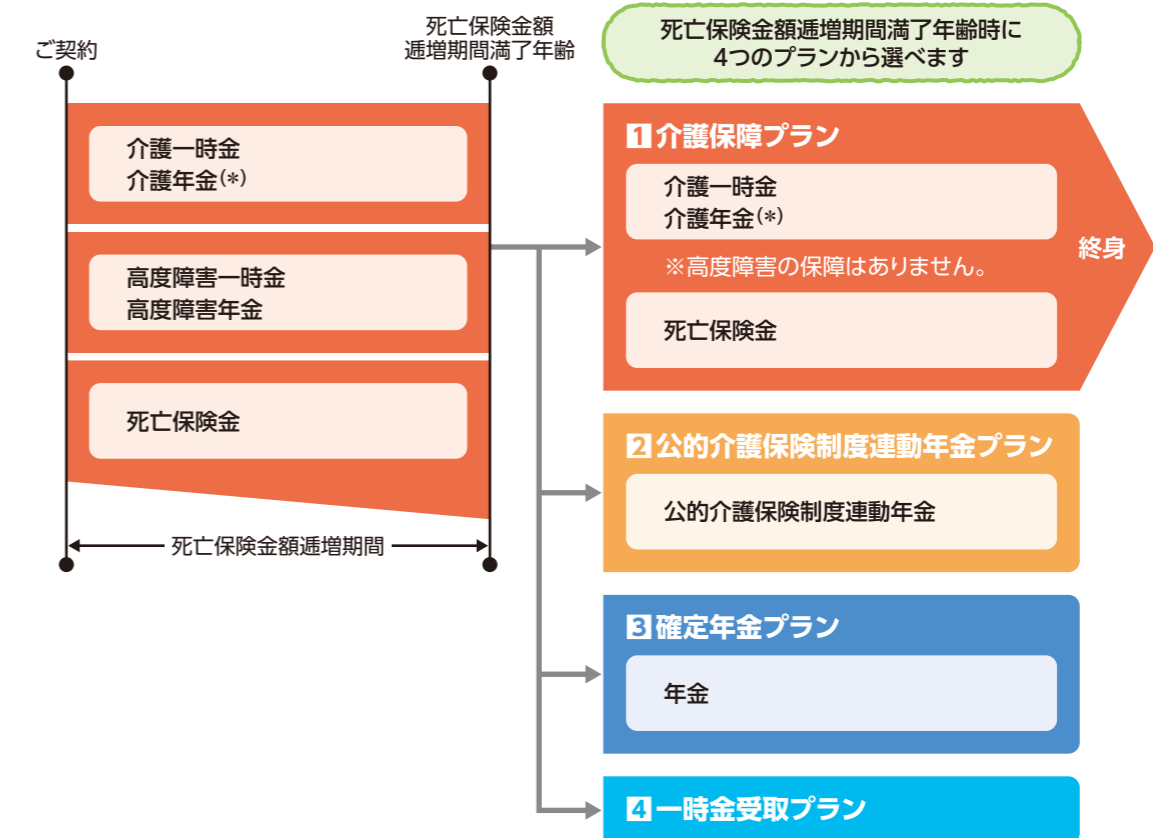 ご契約
死亡保険金額
逓増期間満了年齢
介護一時金
介護年金(*)
高度障害一時金
高度障害年金
死亡保険金
死亡保険金額逓増期間
死亡保険金額逓増期間満了年齢時に
4つのプランから選べます
1 介護保障プラン
介護一時金
介護年金(*)
※高度障害の保障はありません。
死亡保険金
終身
2 公的介護保険制度連動年金プラン
公的介護保険制度連動年金
3 確定年金プラン
年金
4 一時金受取プラン